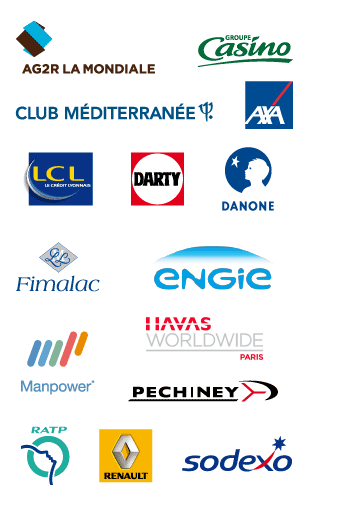 AG2R LA MONDIALE
GROUPE
Casino
CLUB MÉDITERRANÉE
AXA
LCL
LE CRÉDIT LYONNAIS
DARTY
DANONE
Fimalac
ENGIE
HAVAS
WORLDWIDE
PARIS
Manpower
PECHINEY
RATP
RENAULT
sodexo